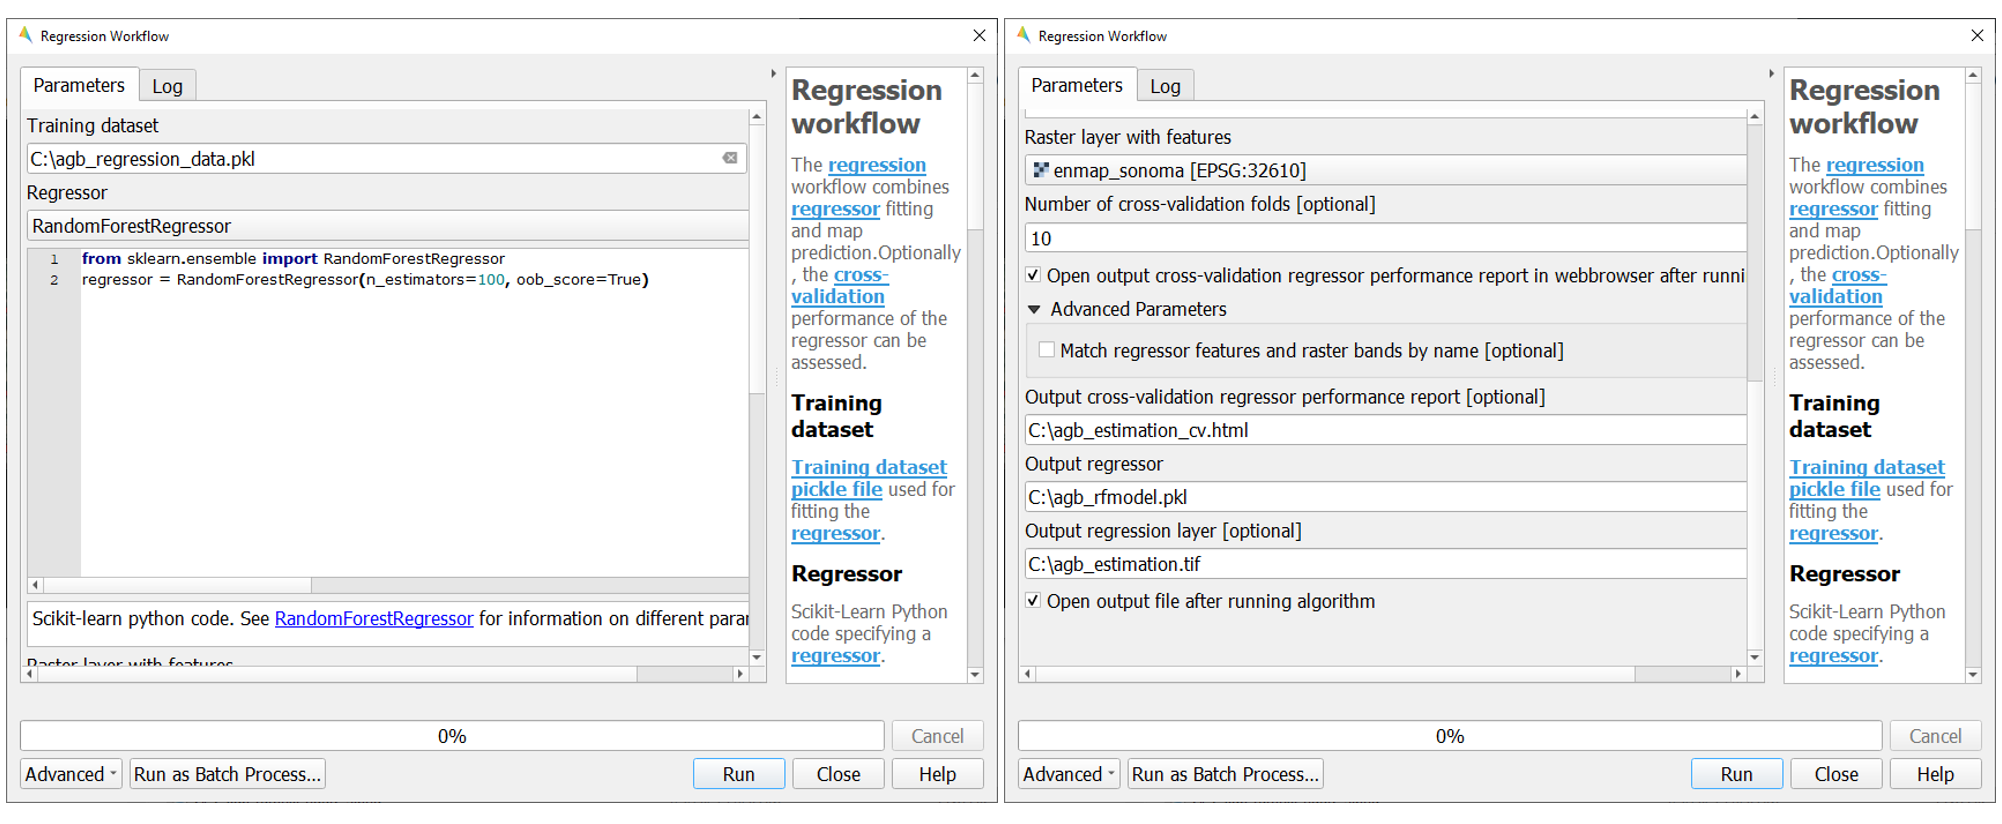 Regression Workflow
Parameters
Log
Training dataset
C:\agb_regression_data.pkl
Regressor
RandomForestRegressor
1 from sklearn.ensemble import RandomForestRegressor
2 regressor = RandomForestRegressor(n_estimators=100, oob_score=True)
Scikit-learn python code. See RandomForestRegressor for information on different parar
Raster layer with features
Regression
workflow
The regression
workflow combines
regressor fitting
and map
prediction.Optionally
, the cross-
validation
performance of the
regressor can be
assessed.
Training
dataset
Training dataset
pickle file used for
fitting the
regressor.
Regressor
Scikit-Learn Python
code specifying a
regressor.
0%
Cancel
Advanced
Run as Batch Process...
Run
Close
Help
Regression Workflow
Parameters
Log
Raster layer with features
enmap_sonoma [EPSG:32610]
Number of cross-validation folds [optional]
10
Open output cross-validation regressor performance report in webbrowser after runni
Advanced Parameters
Match regressor features and raster bands by name [optional]
Output cross-validation regressor performance report [optional]
C:\agb_estimation_cv.html
Output regressor
C:\agb_rfmodel.pkl
Output regression layer [optional]
C:\agb_estimation.tif
Open output file after running algorithm
Regression
workflow
The regression
workflow combines
regressor fitting
and map
prediction.Optionally
, the cross-
validation
performance of the
regressor can be
assessed.
Training
dataset
Training dataset
pickle file used for
fitting the
regressor.
Regressor
Scikit-Learn Python
code specifying a
regressor.
0%
Cancel
Advanced
Run as Batch Process...
Run
Close
Help